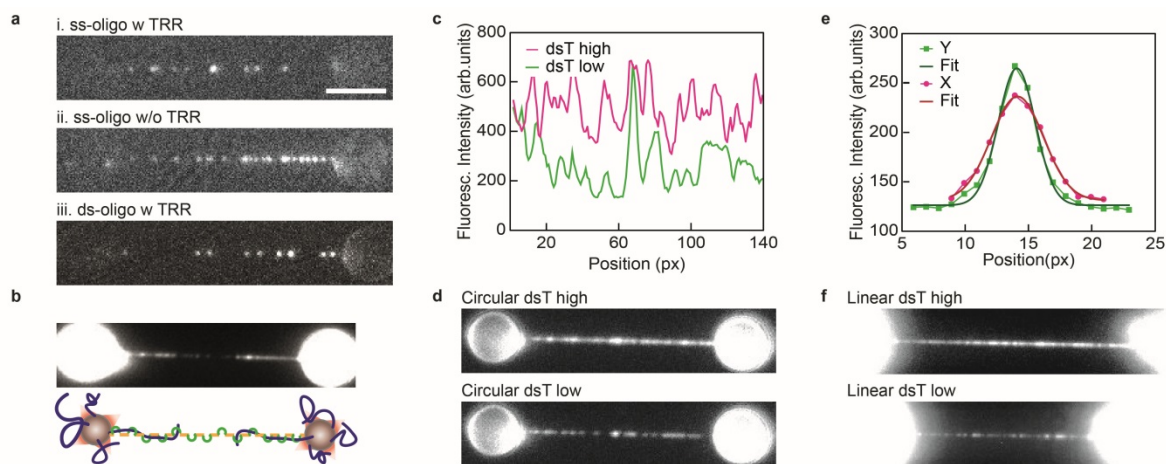 a
i. ss-oligo w TRR
ii. ss-oligo w/o TRR
iii. ds-oligo w TRR
b
c
800
600
400
200
0
20
60
100
140
Fluoresc. Intensity (arb.units)
Position (px)
dsT high
dsT low
d
Circular dsT high
Circular dsT low
e
300
250
200
150
100
5
10
15
20
25
Fluoresc. Intensity (arb.units)
Position(px)
Y
Fit
X
Fit
f
Linear dsT high
Linear dsT low